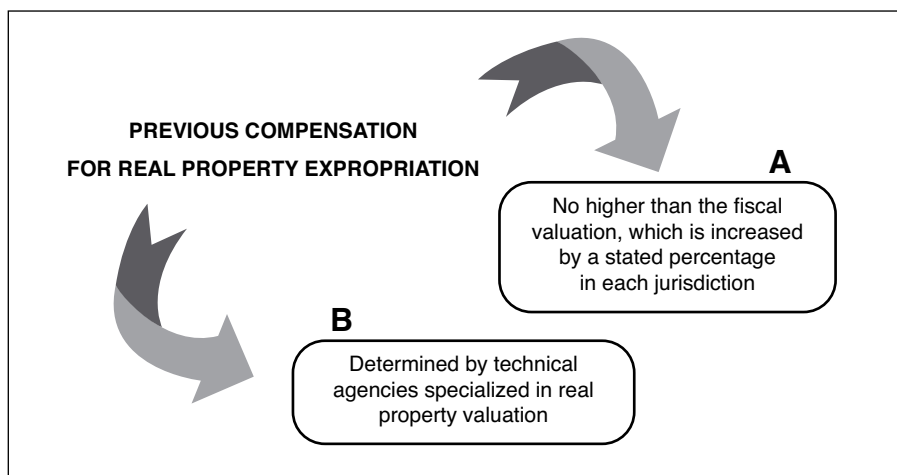 PREVIOUS COMPENSATION
FOR REAL PROPERTY EXPROPRIATION
A
No higher than the fiscal
valuation, which is increased
by a stated percentage
in each jurisdiction
B
Determined by technical
agencies specialized in real
property valuation